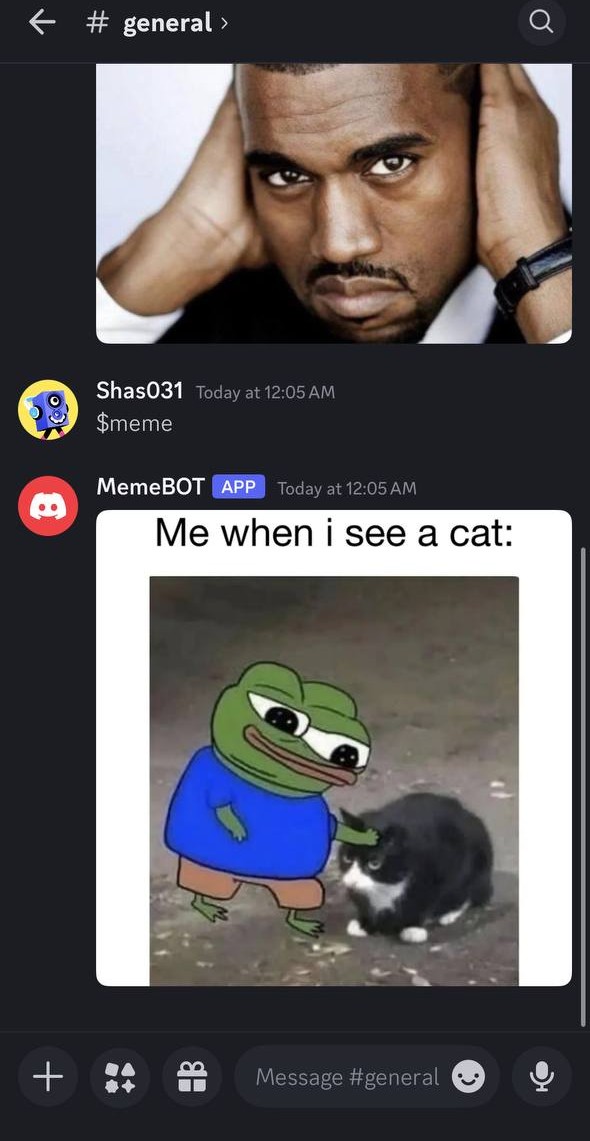 # general ›
Shas031 Today at 12:05 AM
$meme
MemeBOT APP Today at 12:05 AM
Me when i see a cat:
Message #general